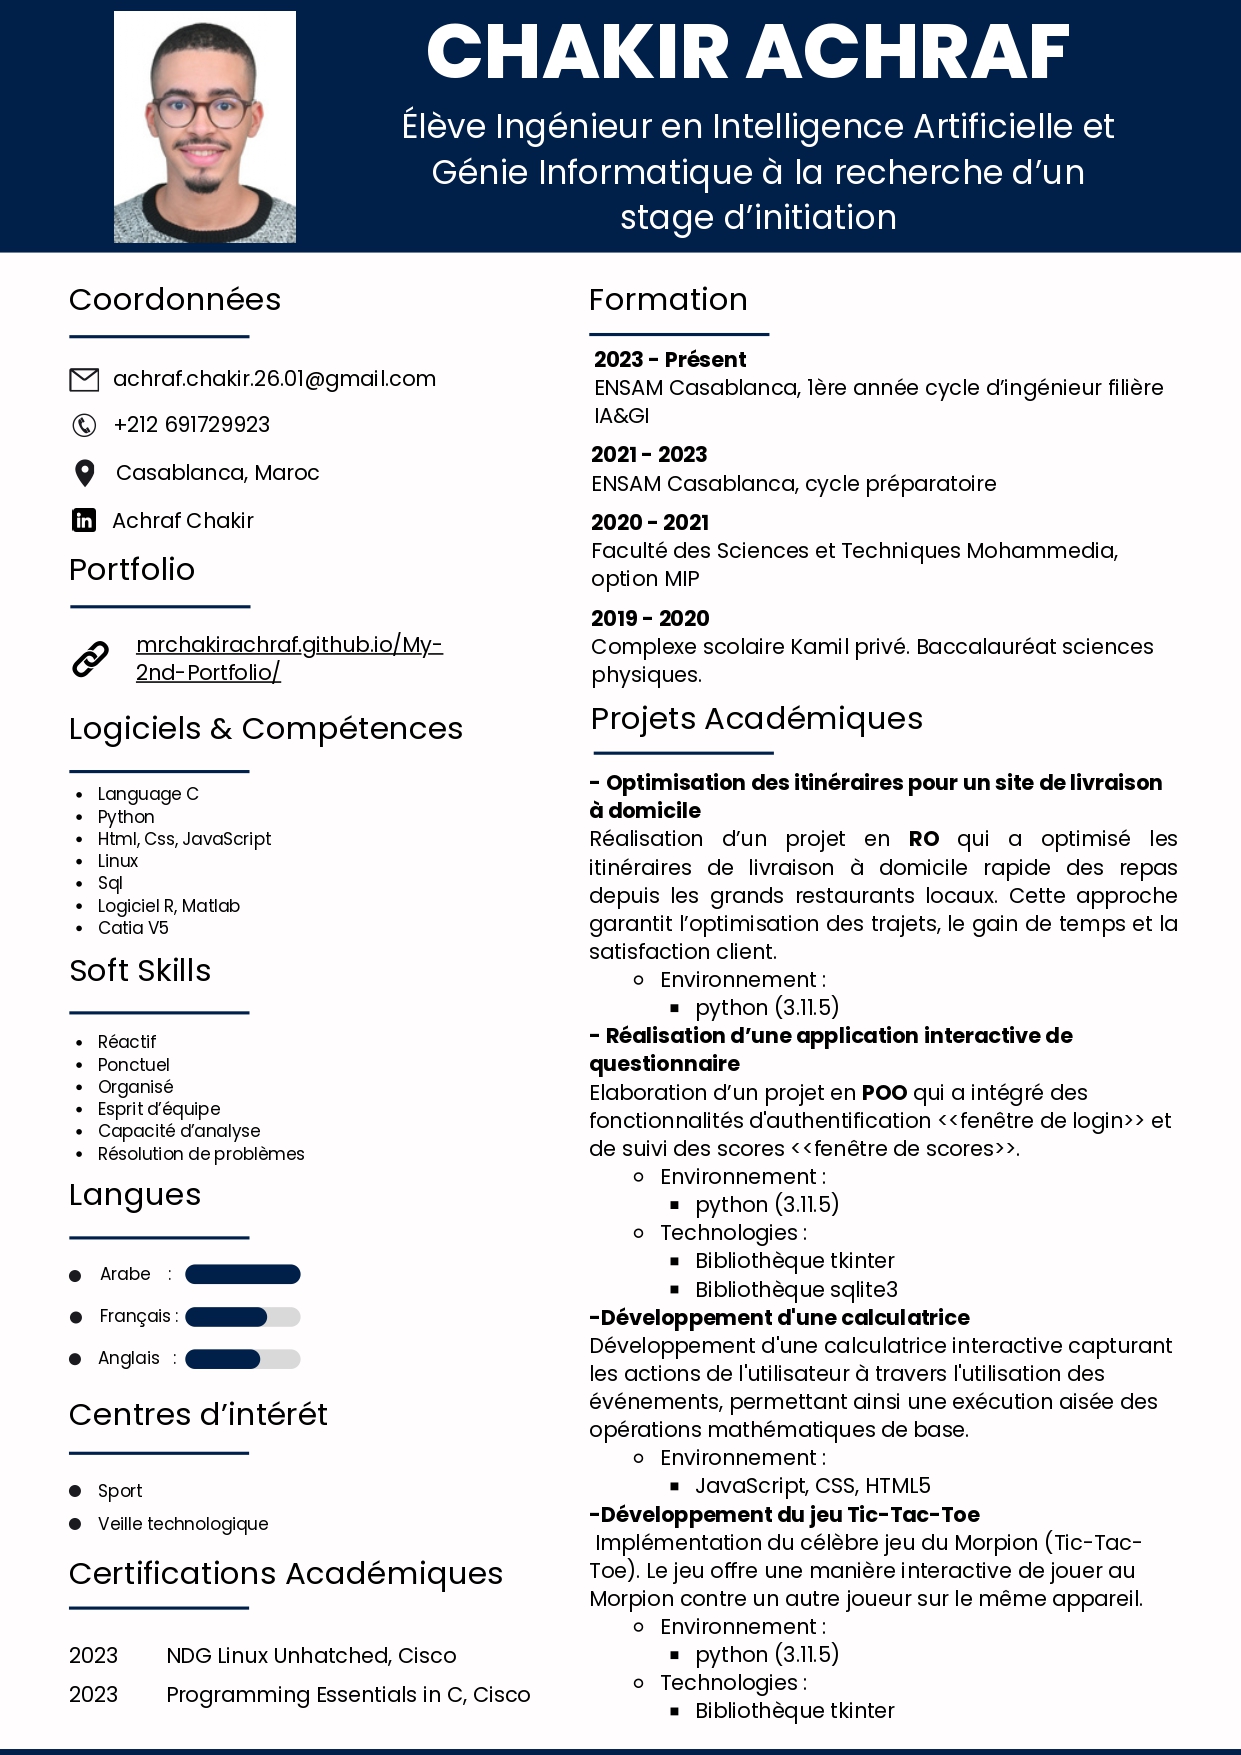 CHAKIR ACHRAF
Élève Ingénieur en Intelligence Artificielle et
Génie Informatique à la recherche d’un
stage d’initiation
Coordonnées
achraf.chakir.26.01@gmail.com
+212 691729923
Casablanca, Maroc
in Achraf Chakir
Portfolio
mrchakirachraf.github.io/My-
2nd-Portfolio/
Logiciels & Compétences
• Language C
• Python
• Html, Css, JavaScript
• Linux
• Sql
• Logiciel R, Matlab
• Catia V5
Soft Skills
• Réactif
• Ponctuel
• Organisé
• Esprit d’équipe
• Capacité d’analyse
• Résolution de problèmes
Langues
● Arabe :
● Français :
● Anglais :
Centres d’intérét
● Sport
● Veille technologique
Certifications Académiques
2023 NDG Linux Unhatched, Cisco
2023 Programming Essentials in C, Cisco
Formation
2023 - Présent
ENSAM Casablanca, 1ère année cycle d’ingénieur filière
IA&GI
2021 - 2023
ENSAM Casablanca, cycle préparatoire
2020 - 2021
Faculté des Sciences et Techniques Mohammedia,
option MIP
2019 - 2020
Complexe scolaire Kamil privé. Baccalauréat sciences
physiques.
Projets Académiques
- Optimisation des itinéraires pour un site de livraison
à domicile
Réalisation d’un projet en RO qui a optimisé les
itinéraires de livraison à domicile rapide des repas
depuis les grands restaurants locaux. Cette approche
garantit l’optimisation des trajets, le gain de temps et la
satisfaction client.
○ Environnement :
▪ python (3.11.5)
- Réalisation d’une application interactive de
questionnaire
Elaboration d’un projet en POO qui a intégré des
fonctionnalités d'authentification <<fenêtre de login>> et
de suivi des scores <<fenêtre de scores>>.
○ Environnement :
▪ python (3.11.5)
○ Technologies :
▪ Bibliothèque tkinter
▪ Bibliothèque sqlite3
-Développement d'une calculatrice
Développement d'une calculatrice interactive capturant
les actions de l'utilisateur à travers l'utilisation des
événements, permettant ainsi une exécution aisée des
opérations mathématiques de base.
○ Environnement :
▪ JavaScript, CSS, HTML5
-Développement du jeu Tic-Tac-Toe
Implémentation du célèbre jeu du Morpion (Tic-Tac-
Toe). Le jeu offre une manière interactive de jouer au
Morpion contre un autre joueur sur le même appareil.
○ Environnement :
▪ python (3.11.5)
○ Technologies :
▪ Bibliothèque tkinter